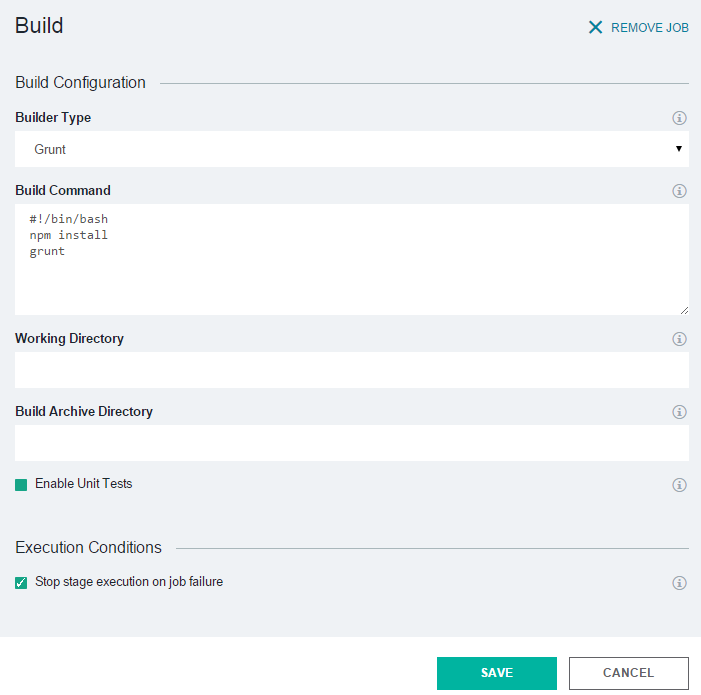 Build
REMOVE JOB
Build Configuration
Builder Type
Grunt
Build Command
#!/bin/bash
npm install
grunt
Working Directory
Build Archive Directory
Enable Unit Tests
Execution Conditions
Stop stage execution on job failure
SAVE
CANCEL